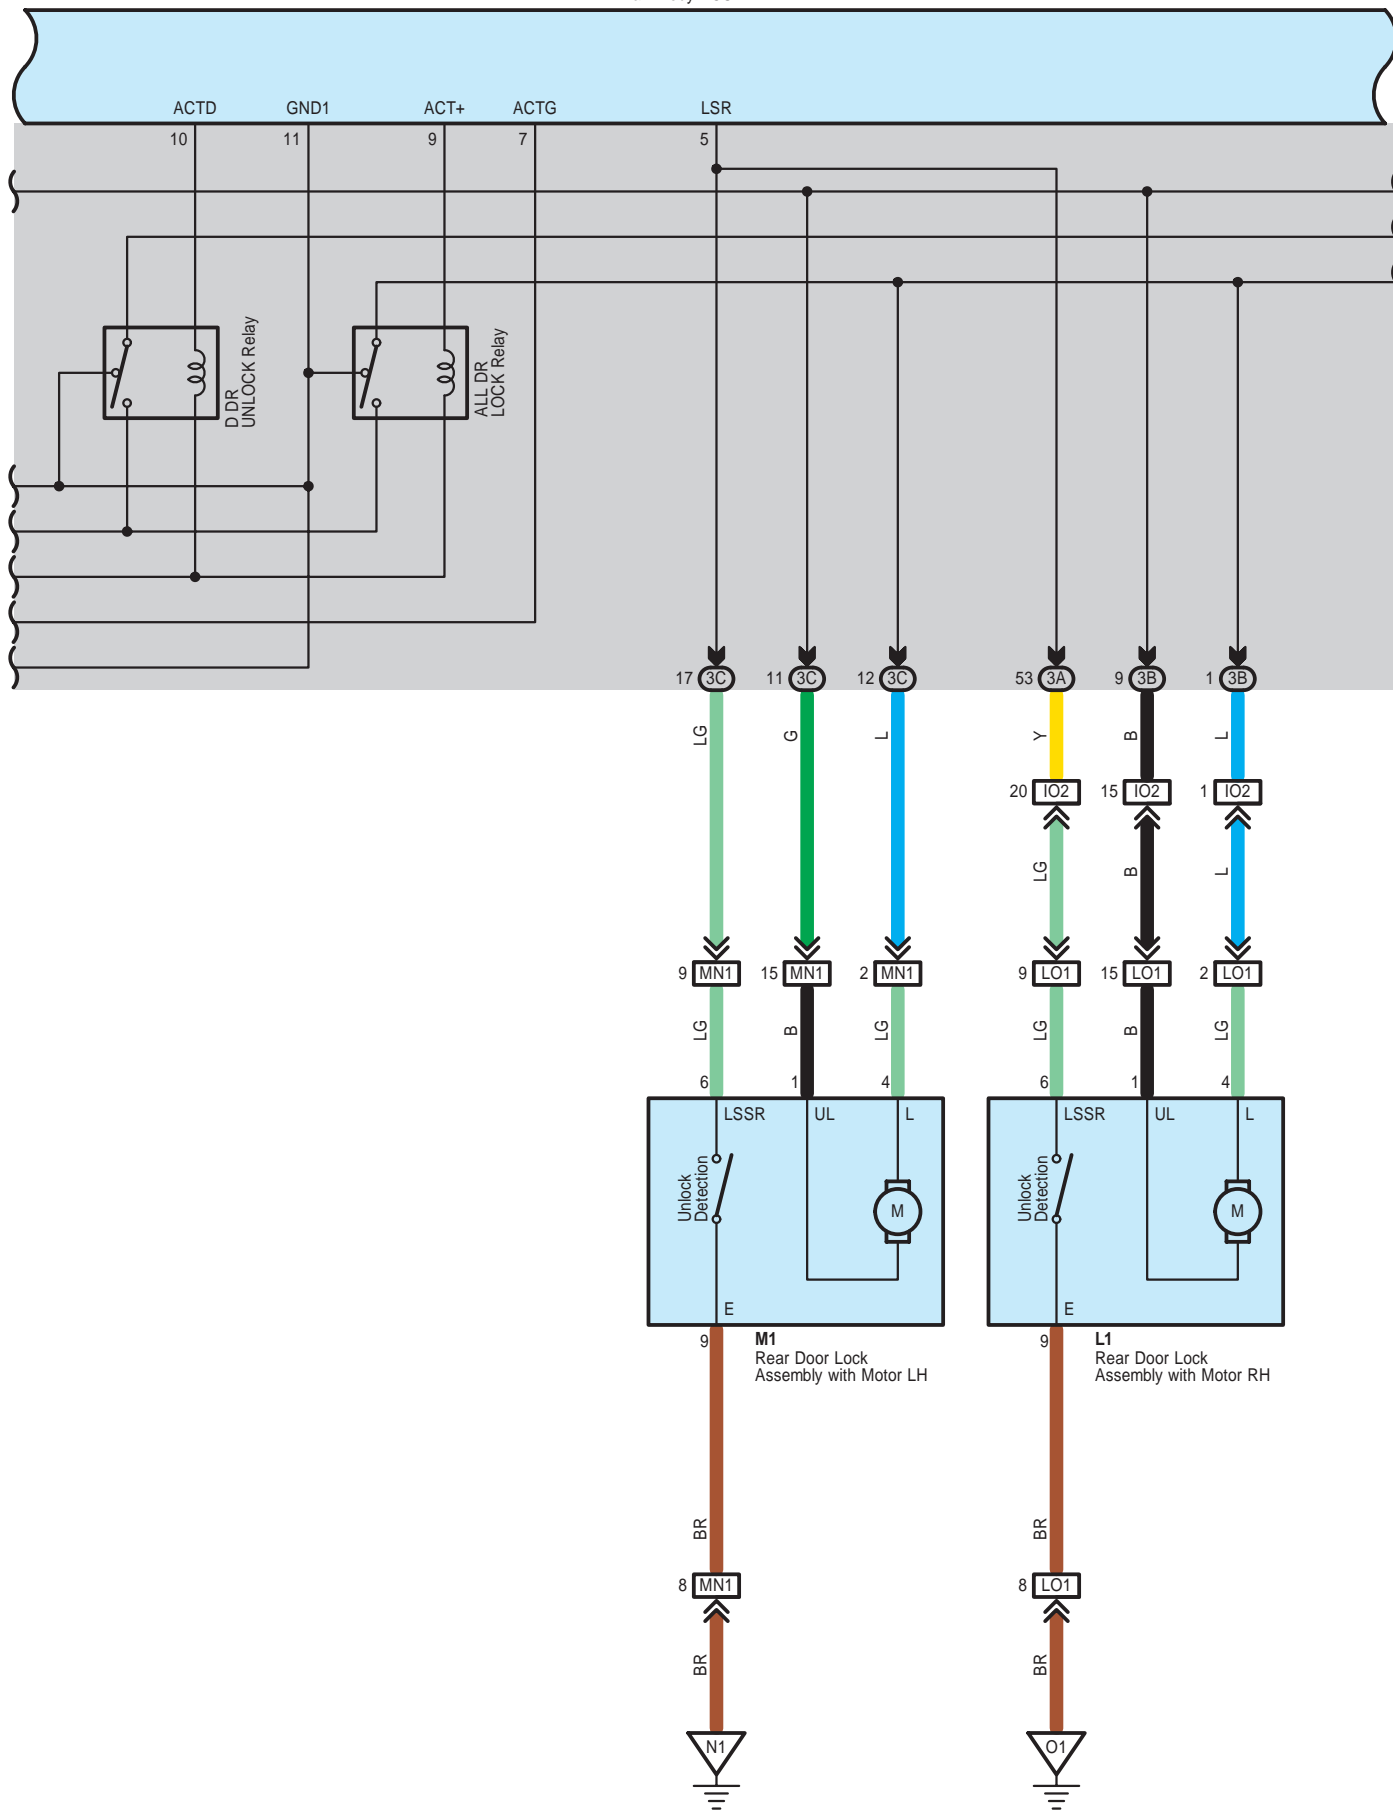 ACTD GND1 ACT+ ACTG LSR
10 11 9 7 5
D DR
UNLOCK Relay
ALL DR
LOCK Relay
17 3C 11 3C 12 3C 53 3A 9 3B 1 3B
LG G L Y B L
20 IO2 15 IO2 1 IO2
LG B L
9 MN1 15 MN1 2 MN1 9 LO1 15 LO1 2 LO1
LG B LG LG B LG
6 1 4 6 1 4
LSSR UL L LSSR UL L
Unlock
Detection
M
Unlock
Detection
M
E E
9 9
M1
Rear Door Lock
Assembly with Motor LH
L1
Rear Door Lock
Assembly with Motor RH
BR BR
8 MN1 8 LO1
BR BR
N1 O1